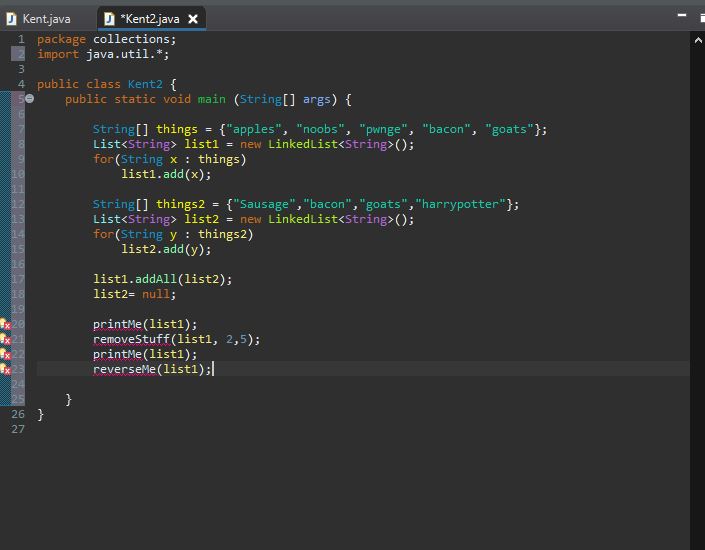 Kent.java *Kent2.java
1 package collections;
2 import java.util.*;
3
4 public class Kent2 {
5 public static void main (String[] args) {
6
7 String[] things = {"apples", "noobs", "pwnge", "bacon", "goats"};
8 List<String> list1 = new LinkedList<String>();
9 for(String x : things)
10 list1.add(x);
11
12 String[] things2 = {"Sausage","bacon","goats","harrypotter"};
13 List<String> list2 = new LinkedList<String>();
14 for(String y : things2)
15 list2.add(y);
16
17 list1.addAll(list2);
18 list2= null;
19
20 printMe(list1);
21 removeStuff(list1, 2,5);
22 printMe(list1);
23 reverseMe(list1);
24
25 }
26 }
27